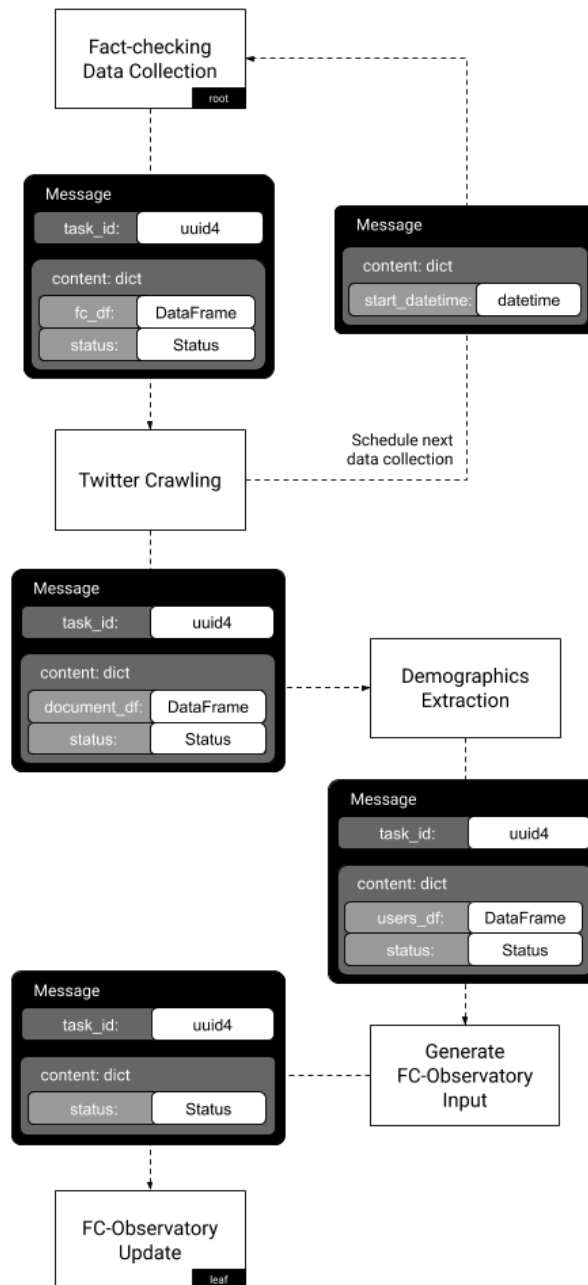 Fact-checking
Data Collection
root
Message
task_id: uuid4
content: dict
fc_df: DataFrame
status: Status
Message
content: dict
start_datetime: datetime
Schedule next
data collection
Twitter Crawling
Message
task_id: uuid4
content: dict
document_df: DataFrame
status: Status
Demographics
Extraction
Message
task_id: uuid4
content: dict
users_df: DataFrame
status: Status
Generate
FC-Observatory
Input
Message
task_id: uuid4
content: dict
status: Status
FC-Observatory
Update
leaf